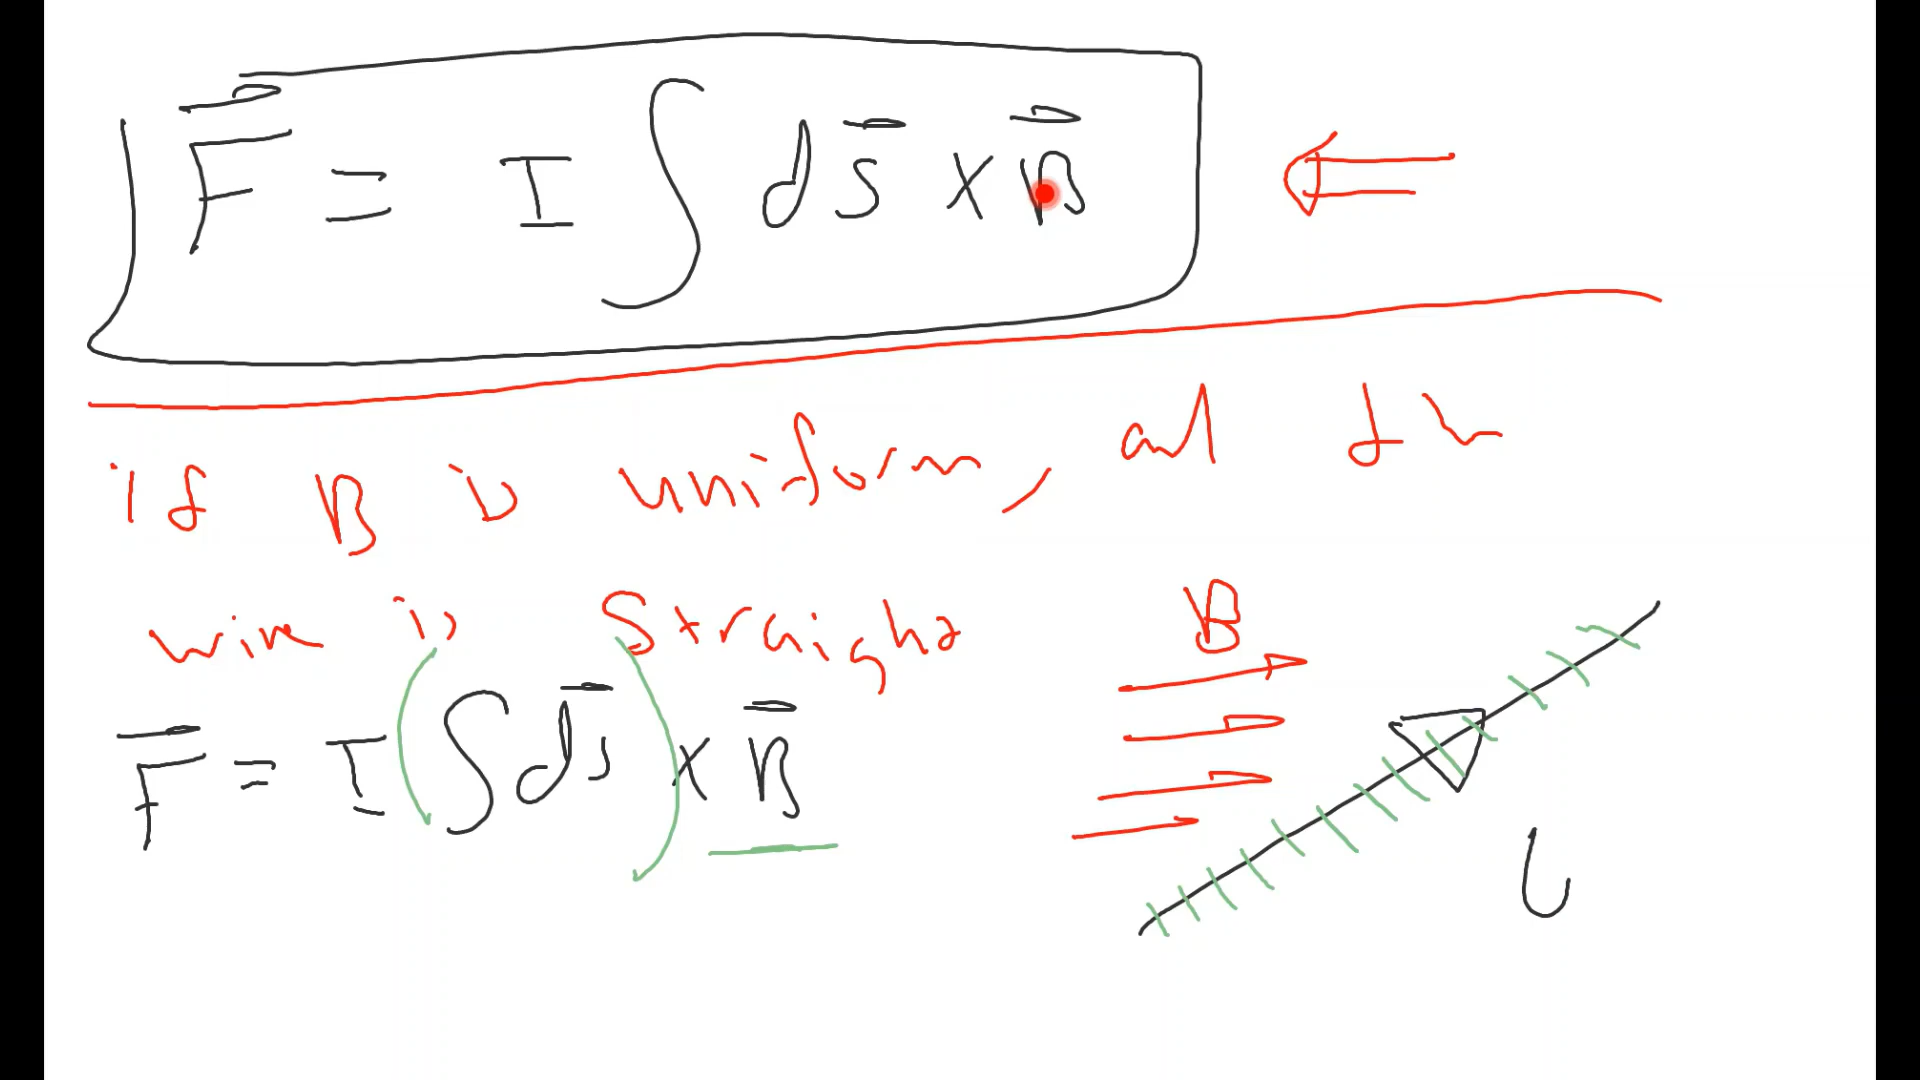 F⃗ = I ∫ ds⃗ × B⃗
if B is uniform, and the
wire is straight
B
F⃗ = I (∫ ds⃗) × B⃗
L